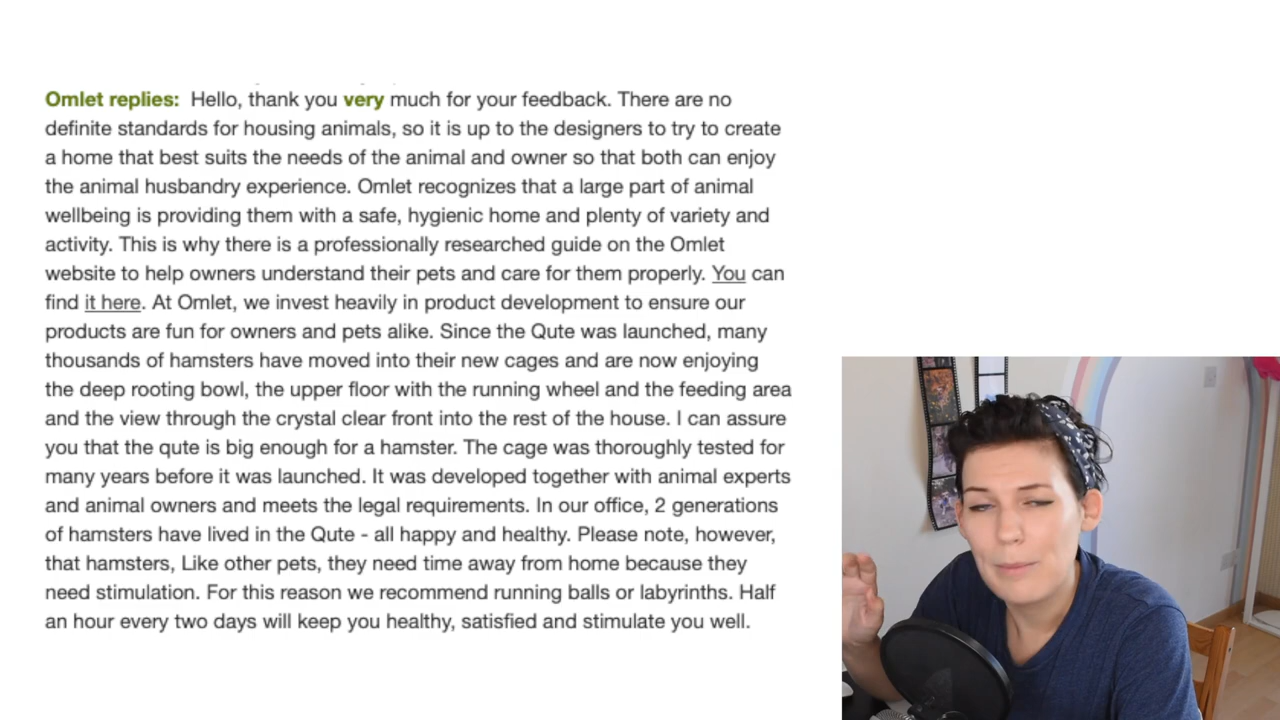 Omlet replies: Hello, thank you very much for your feedback. There are no
definite standards for housing animals, so it is up to the designers to try to create
a home that best suits the needs of the animal and owner so that both can enjoy
the animal husbandry experience. Omlet recognizes that a large part of animal
wellbeing is providing them with a safe, hygienic home and plenty of variety and
activity. This is why there is a professionally researched guide on the Omlet
website to help owners understand their pets and care for them properly. You can
find it here. At Omlet, we invest heavily in product development to ensure our
products are fun for owners and pets alike. Since the Qute was launched, many
thousands of hamsters have moved into their new cages and are now enjoying
the deep rooting bowl, the upper floor with the running wheel and the feeding area
and the view through the crystal clear front into the rest of the house. I can assure
you that the qute is big enough for a hamster. The cage was thoroughly tested for
many years before it was launched. It was developed together with animal experts
and animal owners and meets the legal requirements. In our office, 2 generations
of hamsters have lived in the Qute - all happy and healthy. Please note, however,
that hamsters, Like other pets, they need time away from home because they
need stimulation. For this reason we recommend running balls or labyrinths. Half
an hour every two days will keep you healthy, satisfied and stimulate you well.